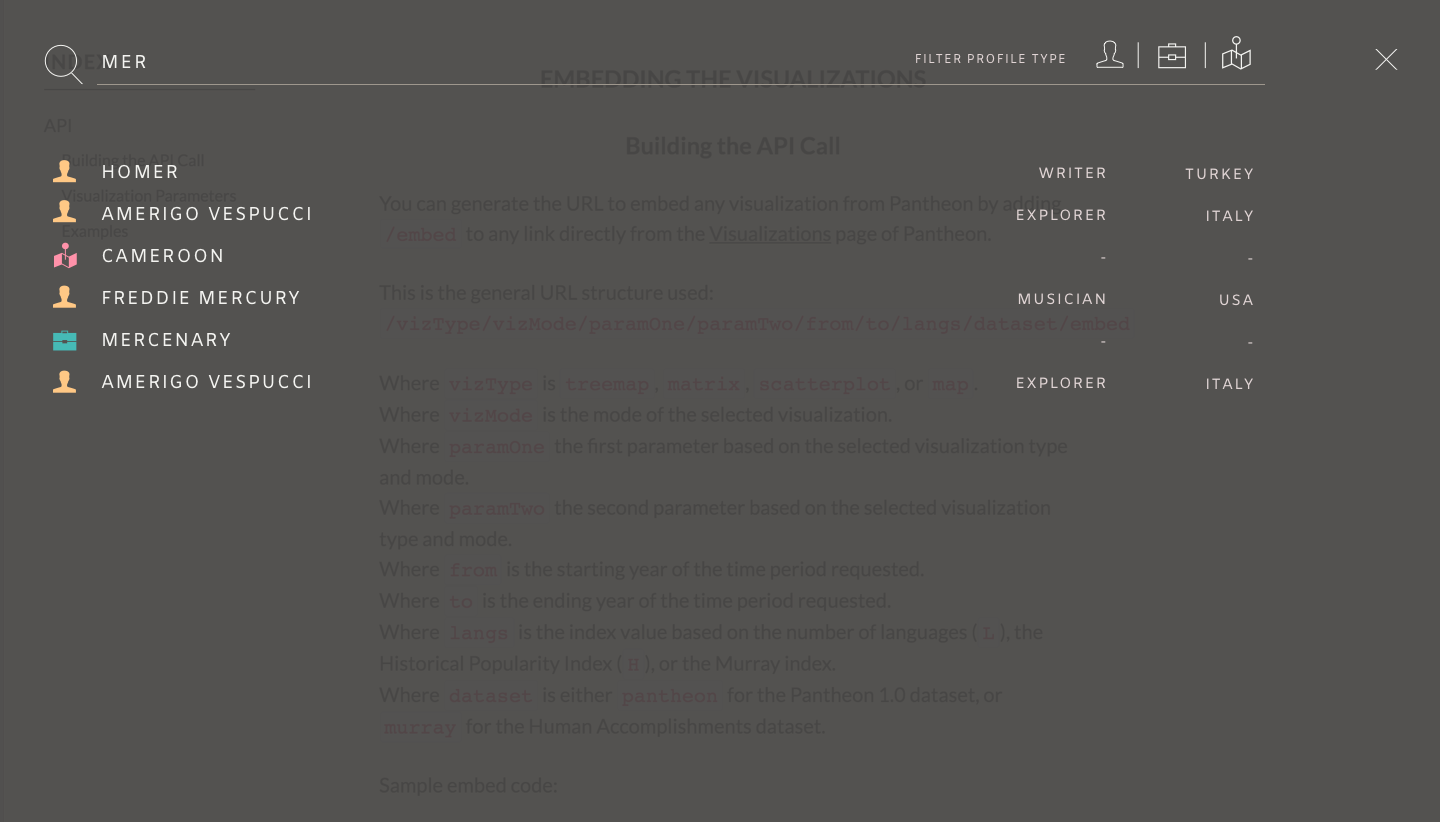 INDEX
MER
FILTER PROFILE TYPE
HOMER WRITER TURKEY
AMERIGO VESPUCCI EXPLORER ITALY
CAMEROON - -
FREDDIE MERCURY MUSICIAN USA
MERCENARY - -
AMERIGO VESPUCCI EXPLORER ITALY
API
Building the API Call
Visualization Parameters
Examples
EMBEDDING THE VISUALIZATIONS
Building the API Call
You can generate the URL to embed any visualization from Pantheon by adding
/embed to any link directly from the Visualizations page of Pantheon.
This is the general URL structure used:
/vizType/vizMode/paramOne/paramTwo/from/to/langs/dataset/embed
Where vizType is treemap, matrix, scatterplot, or map.
Where vizMode is the mode of the selected visualization.
Where paramOne the first parameter based on the selected visualization type
and mode.
Where paramTwo the second parameter based on the selected visualization
type and mode.
Where from is the starting year of the time period requested.
Where to is the ending year of the time period requested.
Where langs is the index value based on the number of languages ( L ), the
Historical Popularity Index ( H ), or the Murray index.
Where dataset is either pantheon for the Pantheon 1.0 dataset, or
murray for the Human Accomplishments dataset.
Sample embed code: